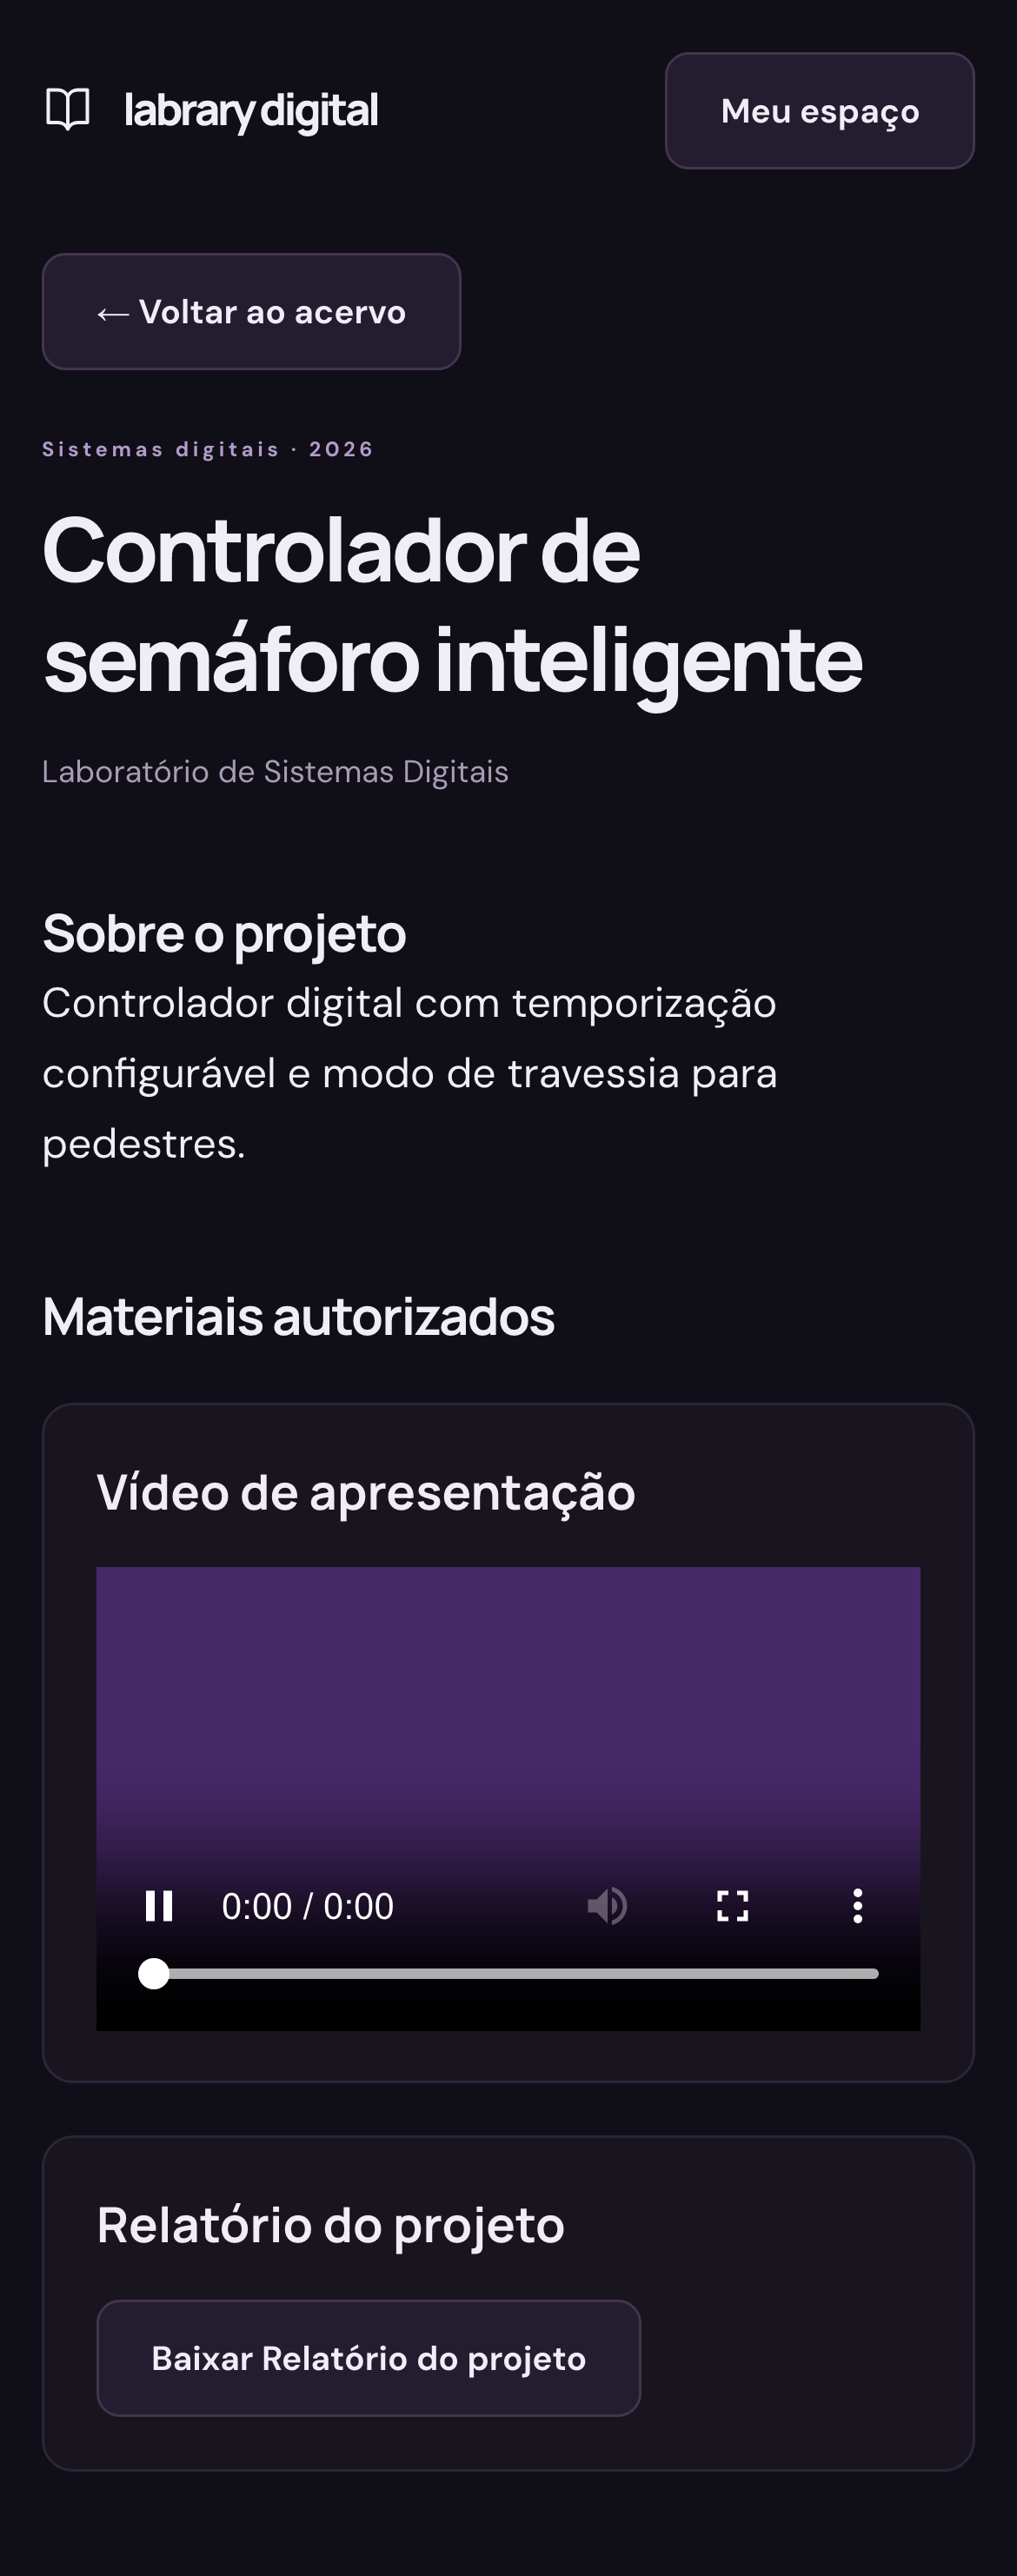 labrary digital
Meu espaço
← Voltar ao acervo
Sistemas digitais · 2026
Controlador de
semáforo inteligente
Laboratório de Sistemas Digitais
Sobre o projeto
Controlador digital com temporização
configurável e modo de travessia para
pedestres.
Materiais autorizados
Vídeo de apresentação
0:00 / 0:00
Relatório do projeto
Baixar Relatório do projeto